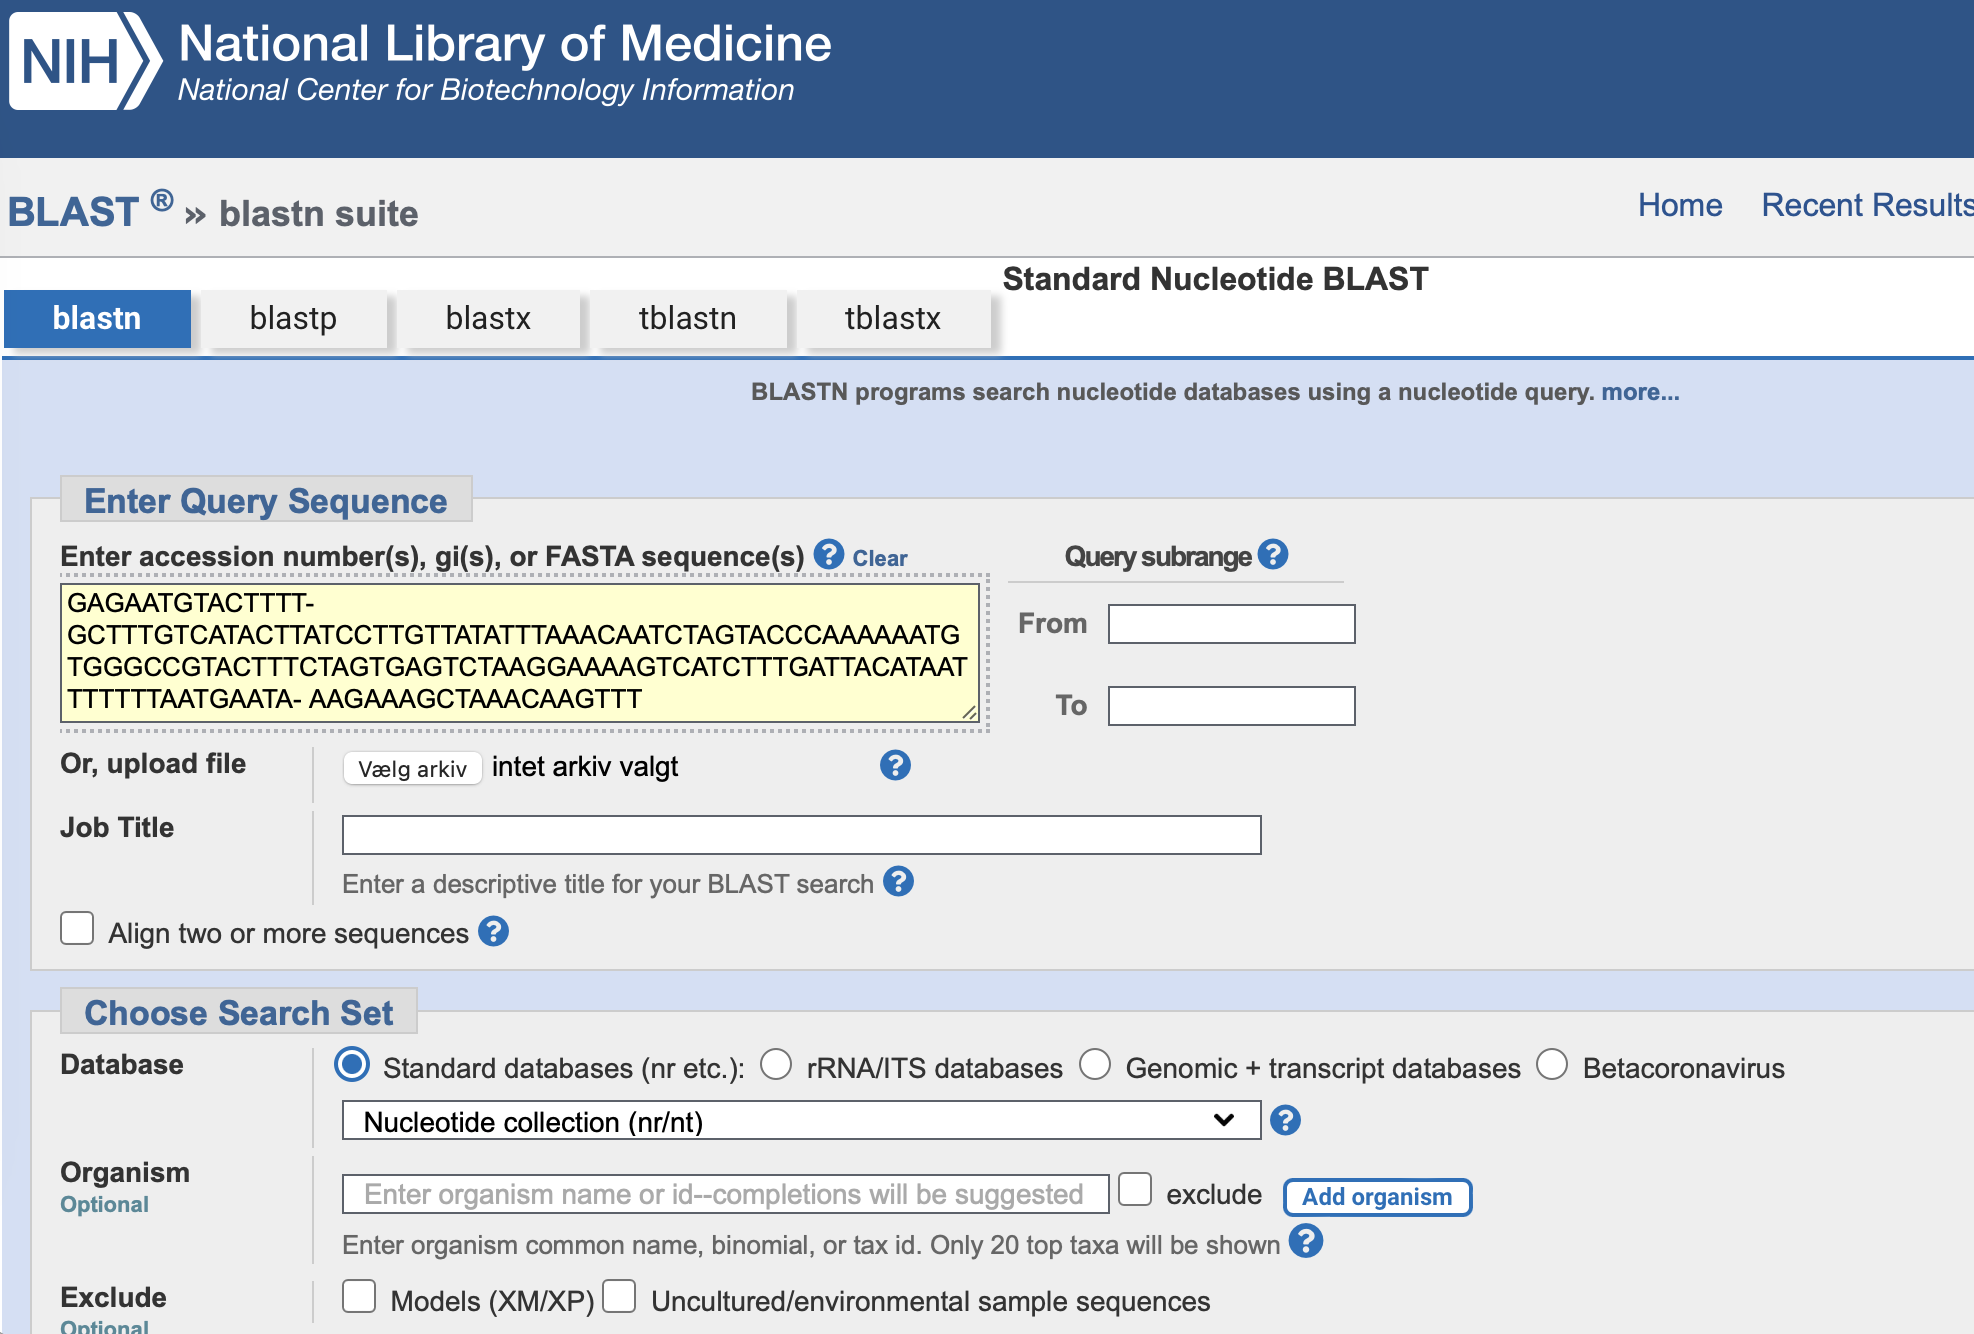 NIH National Library of Medicine
National Center for Biotechnology Information
BLAST ® » blastn suite
Home Recent Results
Standard Nucleotide BLAST
blastn blastp blastx tblastn tblastx
BLASTN programs search nucleotide databases using a nucleotide query. more...
Enter Query Sequence
Enter accession number(s), gi(s), or FASTA sequence(s) ? Clear
Query subrange ?
GAGAATGTACTTTT-
GCTTTGTCATACTTATCCTTGTTATATTTAAACAATCTAGTACCCAAAAAATG
TGGGCCGTACTTTCTAGTGAGTCTAAGGAAAAGTCATCTTTGATTACATAAT
TTTTTTAATGAATA- AAGAAAGCTAAACAAGTTT
From
To
Or, upload file Vælg arkiv intet arkiv valgt ?
Job Title
Enter a descriptive title for your BLAST search ?
Align two or more sequences ?
Choose Search Set
Database Standard databases (nr etc.): rRNA/ITS databases Genomic + transcript databases Betacoronavirus
Nucleotide collection (nr/nt) ?
Organism
Optional
Enter organism name or id--completions will be suggested exclude Add organism
Enter organism common name, binomial, or tax id. Only 20 top taxa will be shown ?
Exclude
Optional
Models (XM/XP) Uncultured/environmental sample sequences